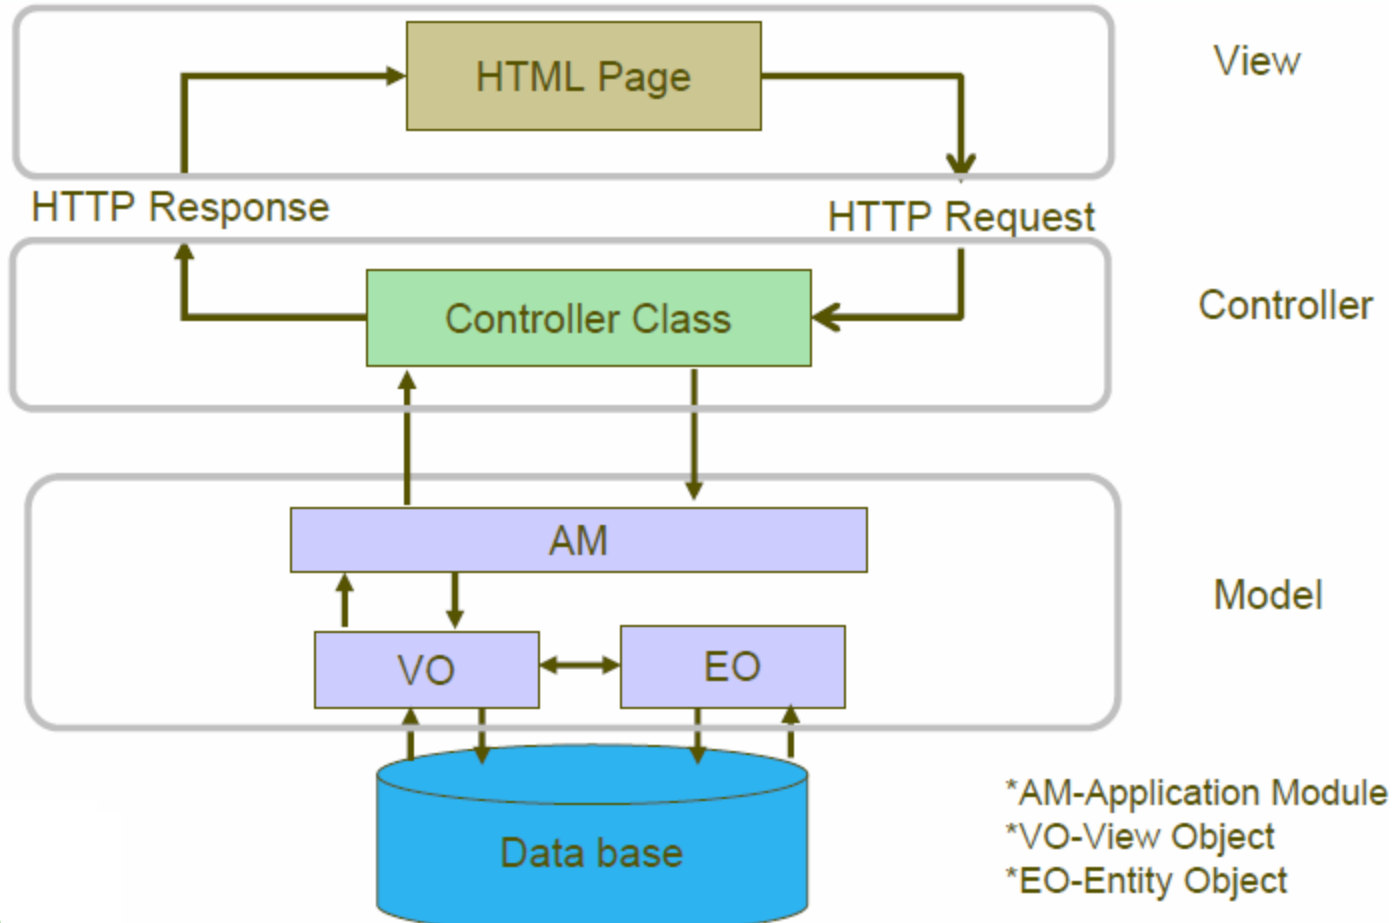 HTML Page
View
HTTP Response
HTTP Request
Controller Class
Controller
AM
Model
VO
EO
Data base
*AM-Application Module
*VO-View Object
*EO-Entity Object